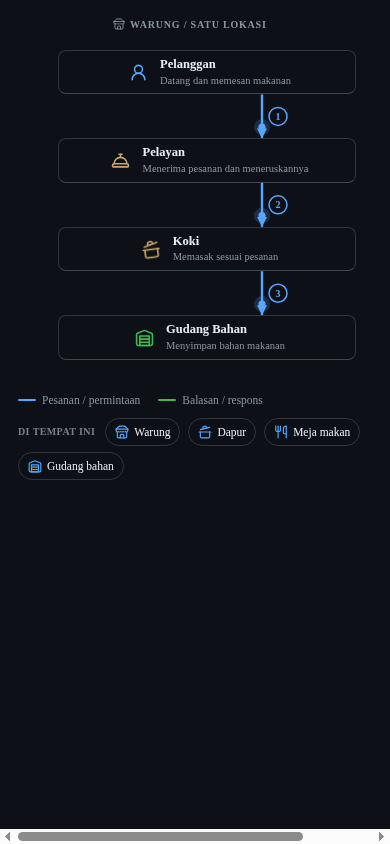 WARUNG / SATU LOKASI
Pelanggan
Datang dan memesan makanan
1
Pelayan
Menerima pesanan dan meneruskannya
2
Koki
Memasak sesuai pesanan
3
Gudang Bahan
Menyimpan bahan makanan
Pesanan / permintaan Balasan / respons
DI TEMPAT INI Warung Dapur Meja makan
Gudang bahan